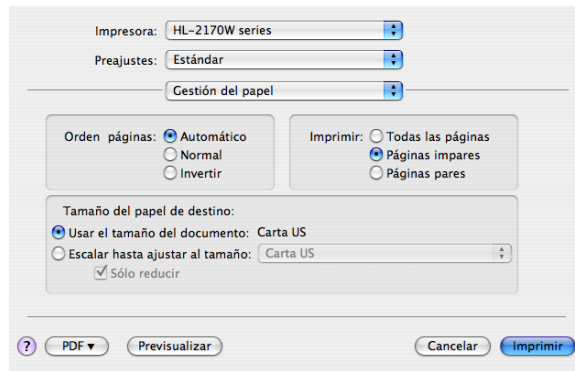 Impresora: HL-2170W series
Preajustes: Estándar
Gestión del papel
Orden páginas: Automático
Normal
Invertir
Imprimir: Todas las páginas
Páginas impares
Páginas pares
Tamaño del papel de destino:
Usar el tamaño del documento: Carta US
Escalar hasta ajustar al tamaño: Carta US
Sólo reducir
? PDF Previsualizar Cancelar Imprimir